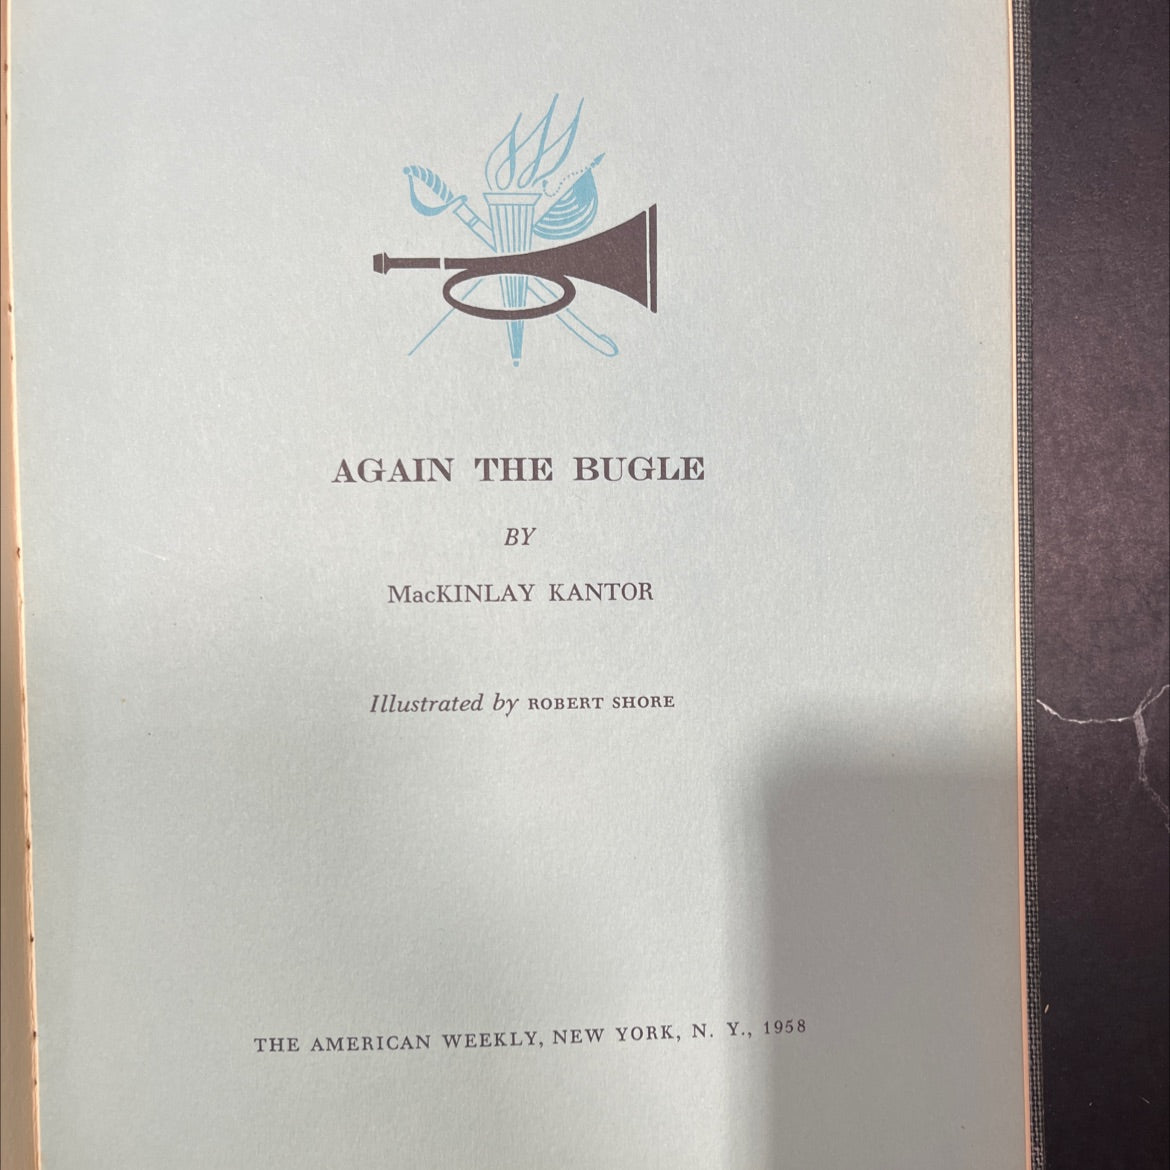 AGAIN THE BUGLE
BY
MacKINLAY KANTOR
Illustrated by ROBERT SHORE
THE AMERICAN WEEKLY, NEW YORK, N. Y., 1958